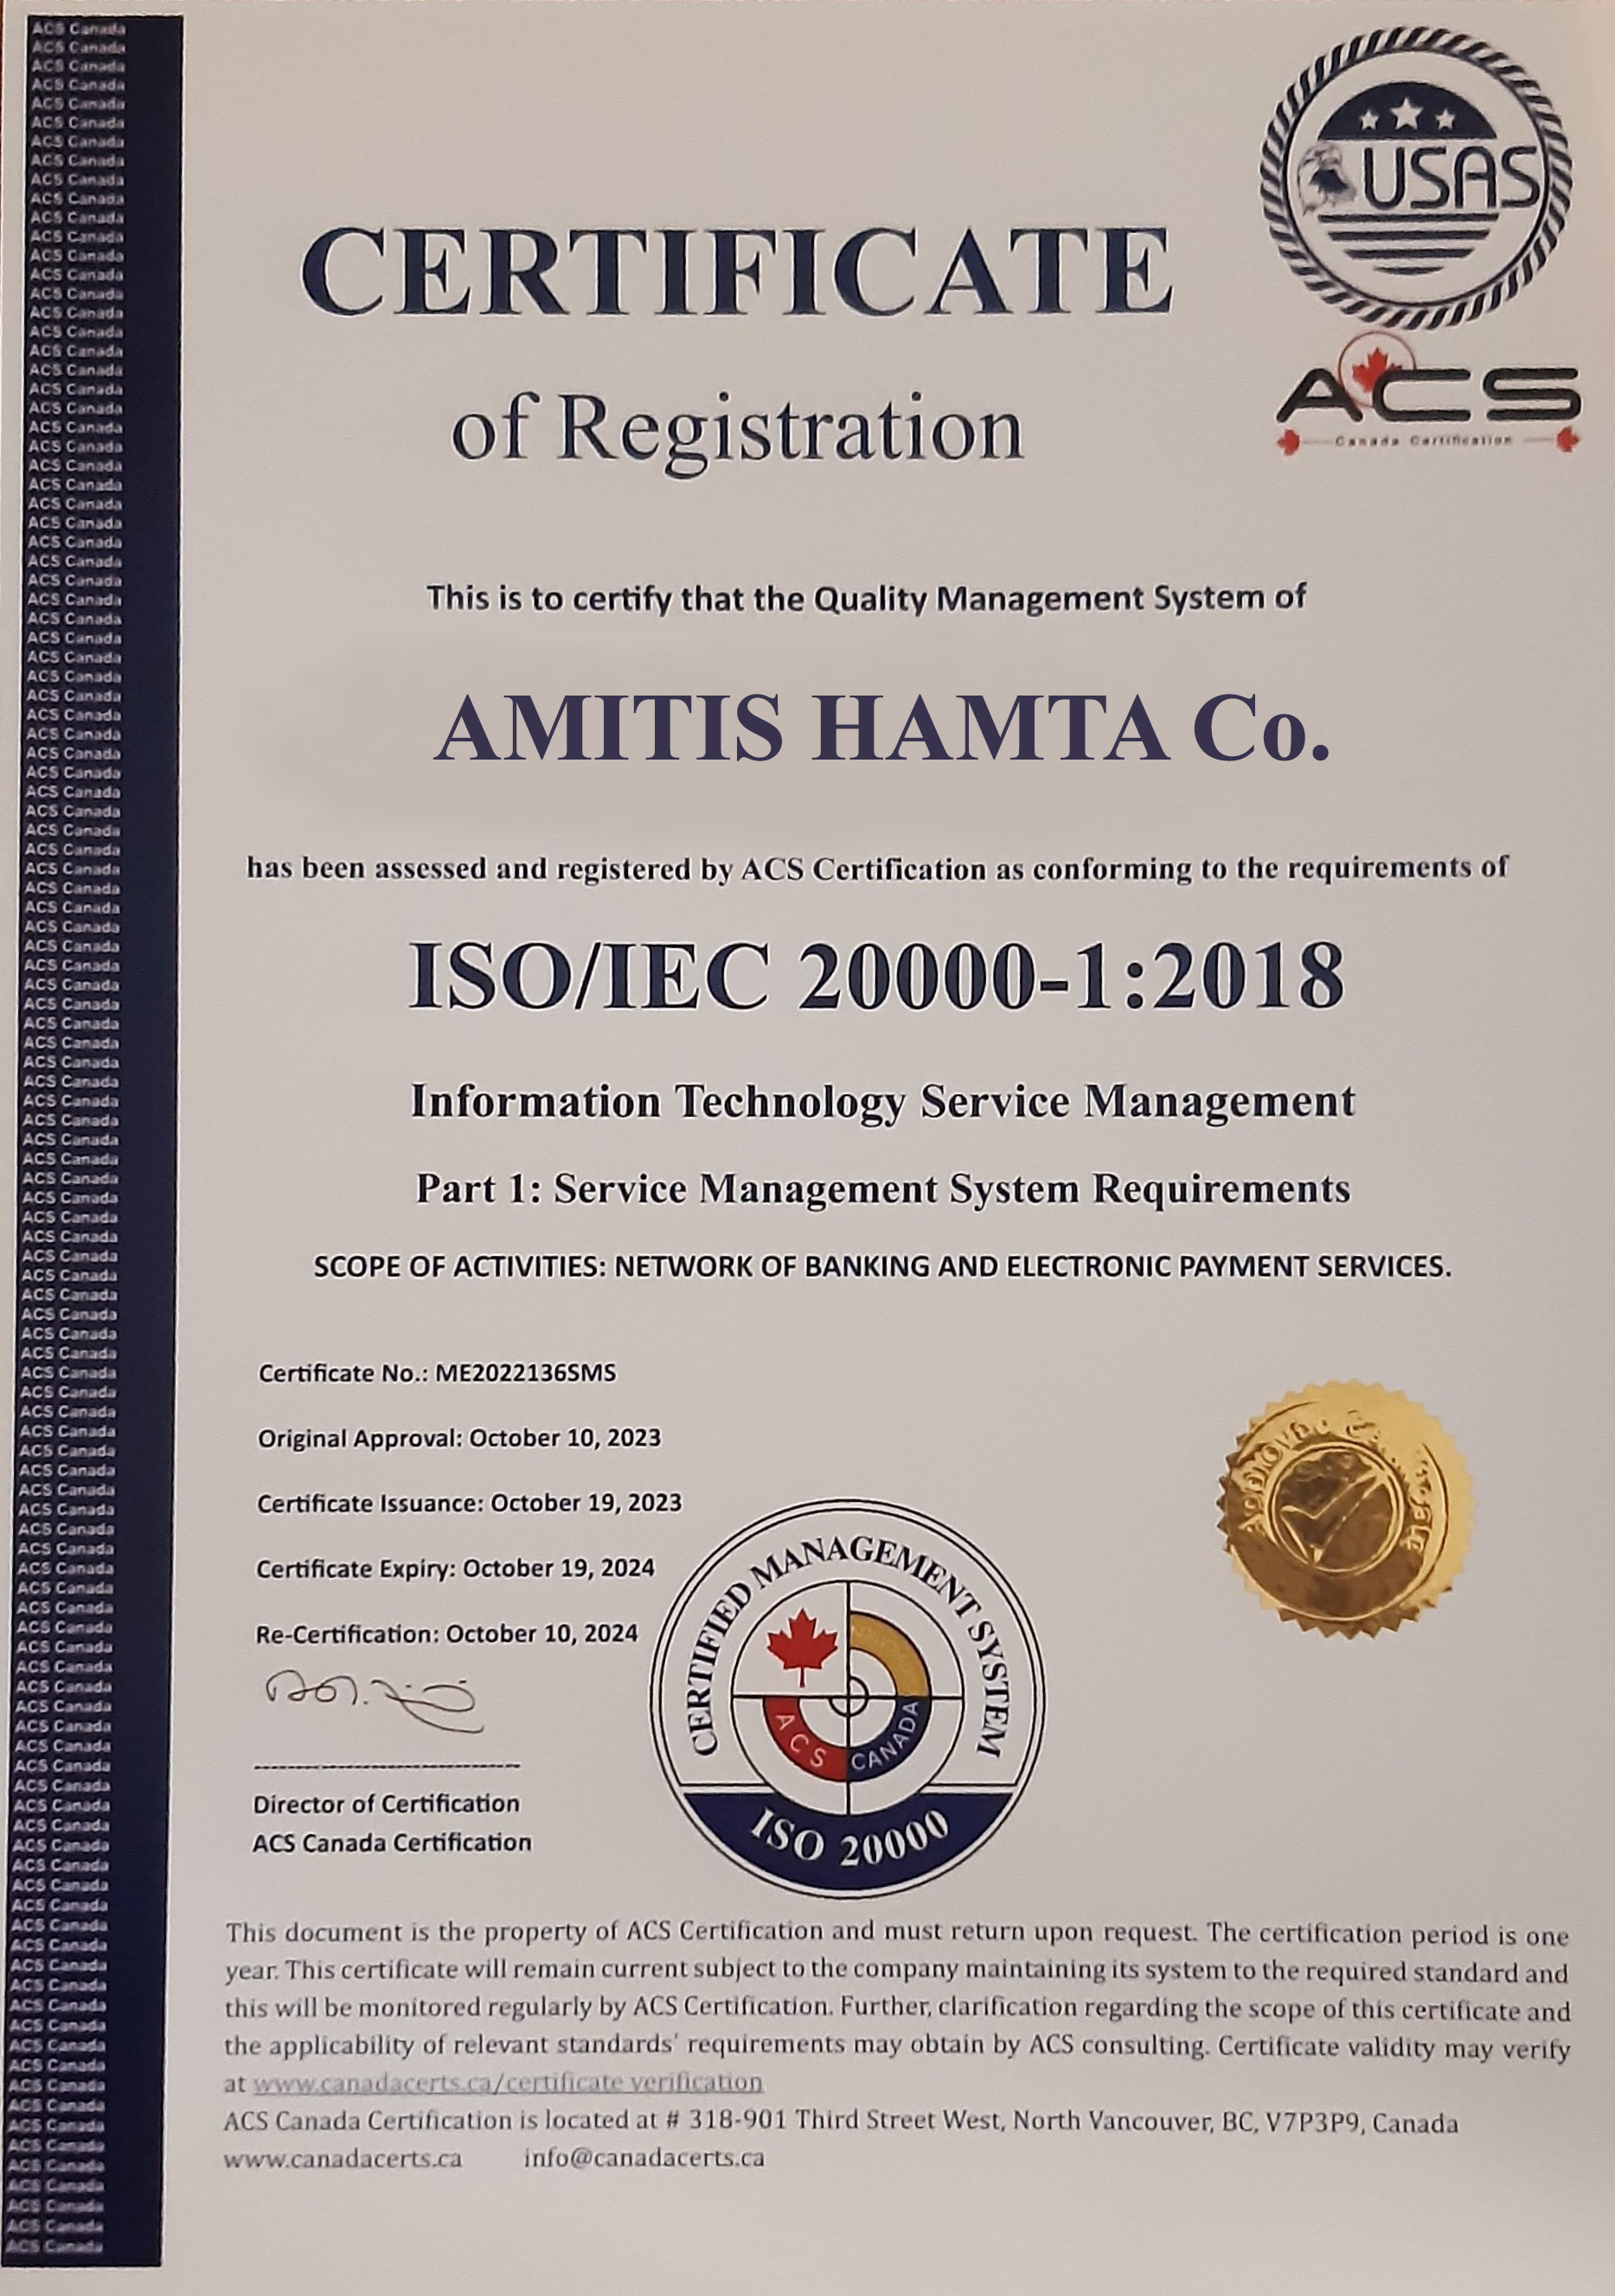 CERTIFICATE
of Registration
USAS
ACS
Canada Certification
This is to certify that the Quality Management System of
AMITIS HAMTA Co.
has been assessed and registered by ACS Certification as conforming to the requirements of
ISO/IEC 20000-1:2018
Information Technology Service Management
Part 1: Service Management System Requirements
SCOPE OF ACTIVITIES: NETWORK OF BANKING AND ELECTRONIC PAYMENT SERVICES.
Certificate No.: ME2022136SMS
Original Approval: October 10, 2023
Certificate Issuance: October 19, 2023
Certificate Expiry: October 19, 2024
Re-Certification: October 10, 2024
Director of Certification
ACS Canada Certification
CERTIFIED MANAGEMENT SYSTEM
ACS CANADA
ISO 20000
Approved
This document is the property of ACS Certification and must return upon request. The certification period is one
year. This certificate will remain current subject to the company maintaining its system to the required standard and
this will be monitored regularly by ACS Certification. Further, clarification regarding the scope of this certificate and
the applicability of relevant standards' requirements may obtain by ACS consulting. Certificate validity may verify
at www.canadacerts.ca/certificate verification
ACS Canada Certification is located at # 318-901 Third Street West, North Vancouver, BC, V7P3P9, Canada
www.canadacerts.ca info@canadacerts.ca
ACS Canada